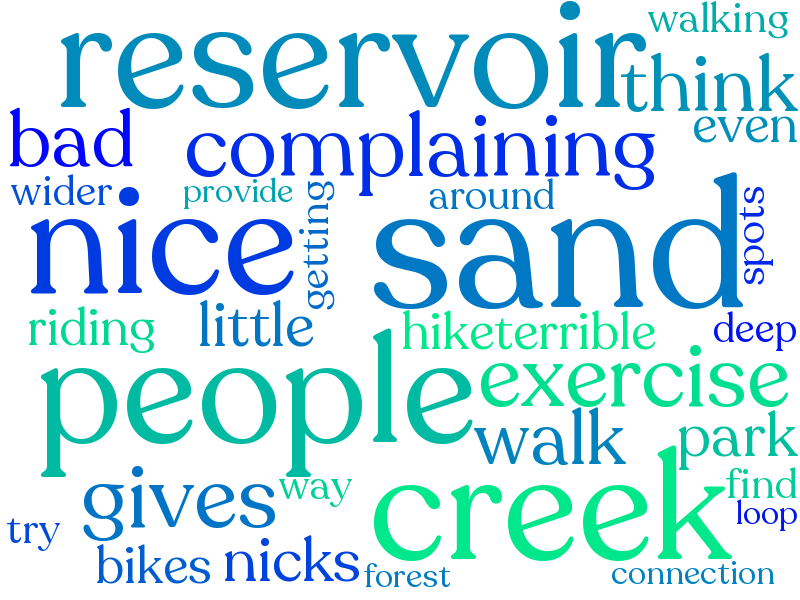 walking
reservoir
think
even
bad
complaining
wider
provide
getting
around
spots
nice
sand
riding
little
hiketerrible
deep
people
exercise
walk
park
gives
way
creek
find
loop
try
bikes
nicks
forest
connection